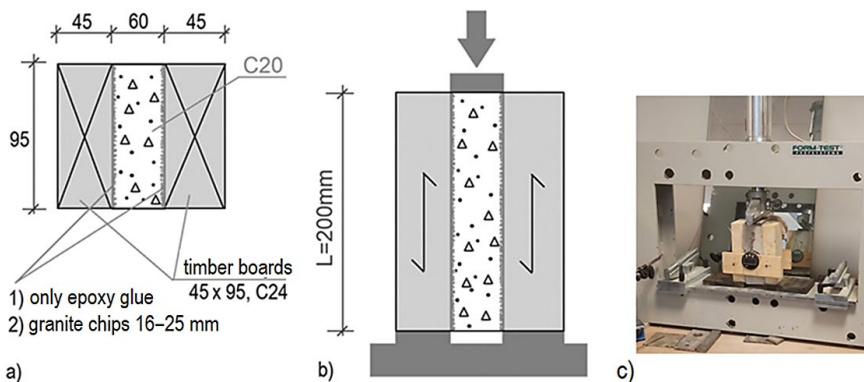 45 60 45
C20
95
timber boards
45 x 95, C24
1) only epoxy glue
2) granite chips 16–25 mm
a)
L=200mm
b)
FORM+TEST
c)